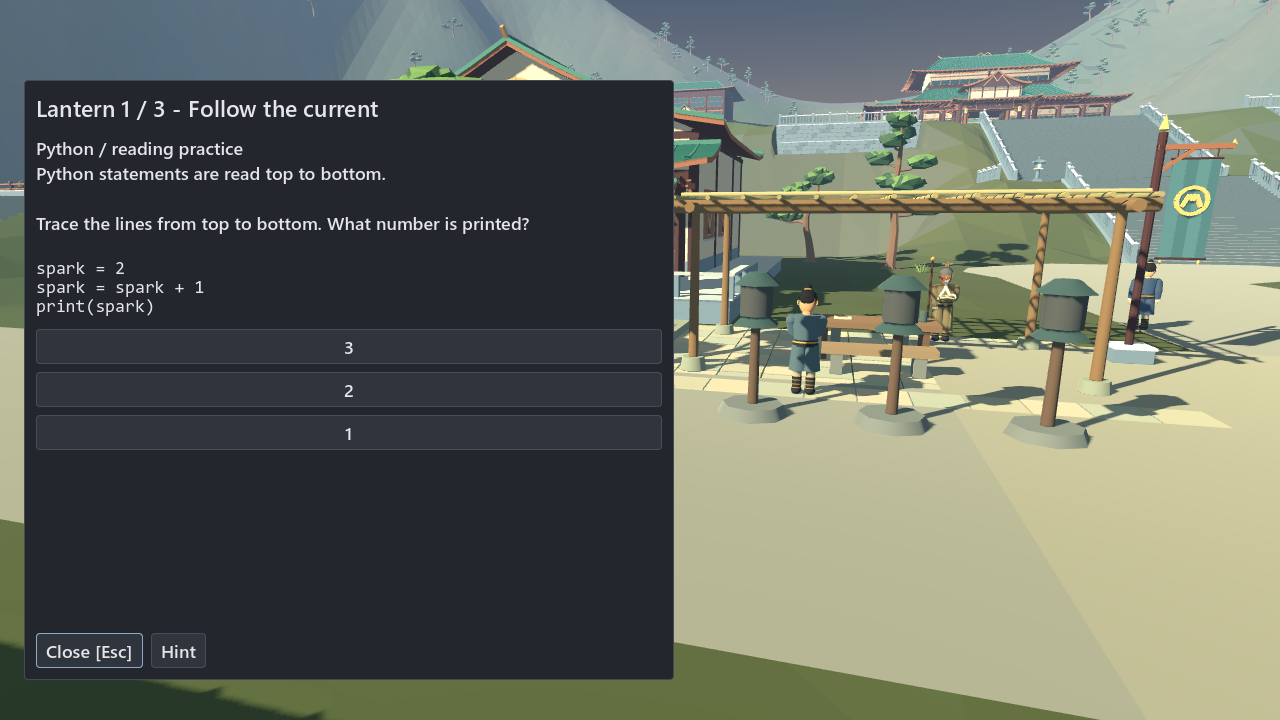 Lantern 1 / 3 - Follow the current
Python / reading practice
Python statements are read top to bottom.
Trace the lines from top to bottom. What number is printed?
spark = 2
spark = spark + 1
print(spark)
3
2
1
Close [Esc]
Hint